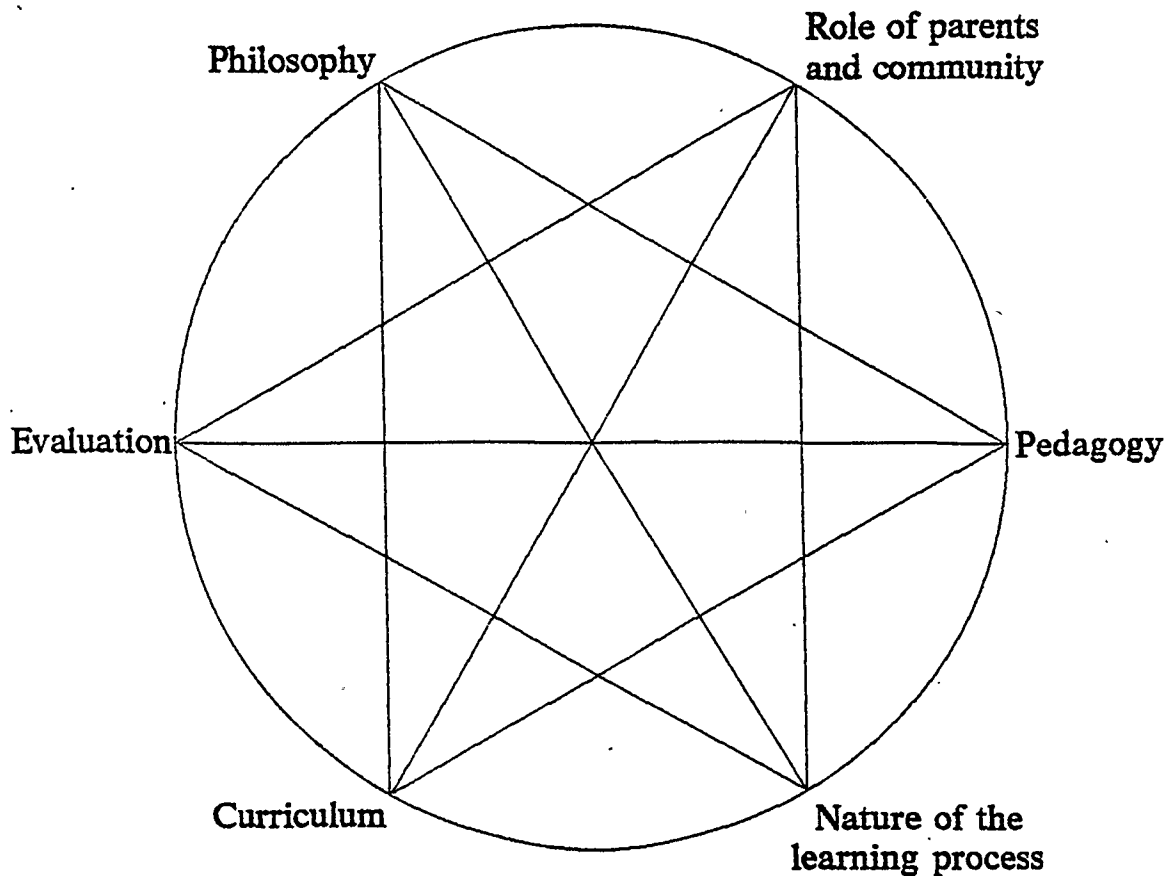 Philosophy
Role of parents
and community
Evaluation
Pedagogy
Curriculum
Nature of the
learning process